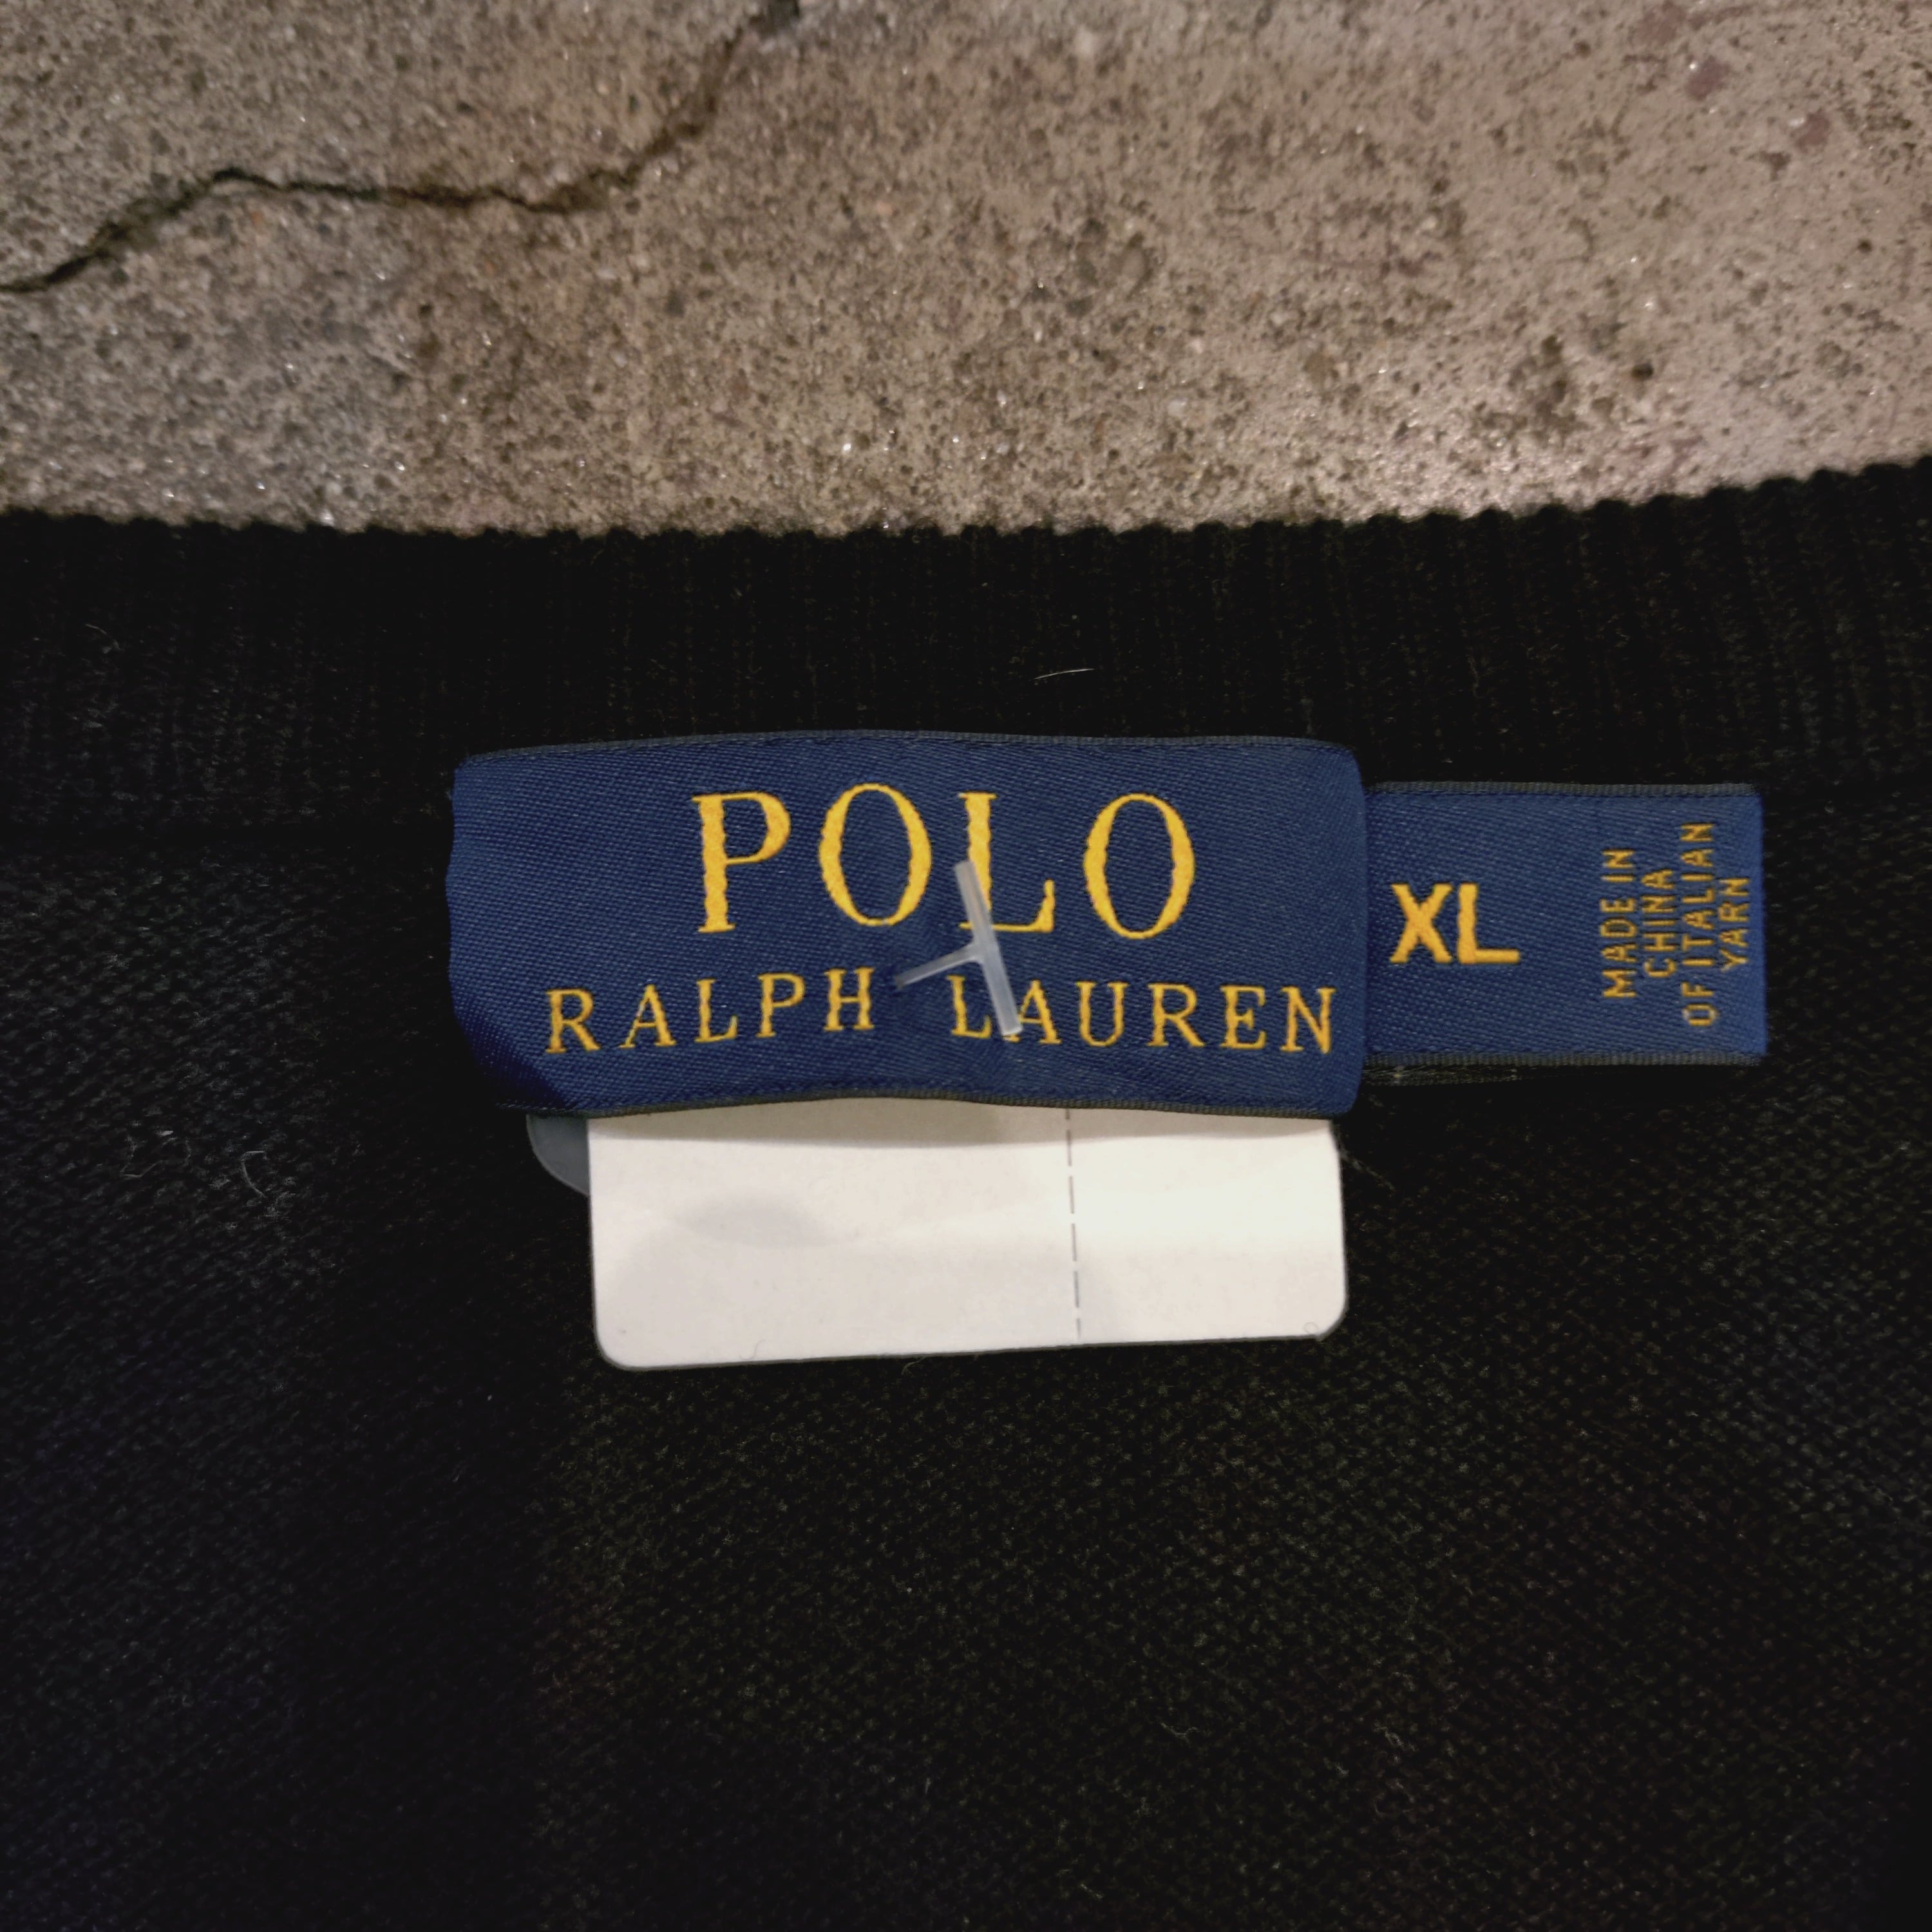 POLO
RALPH LAUREN
XL
MADE IN
CHINA
OF ITALIAN
YARN